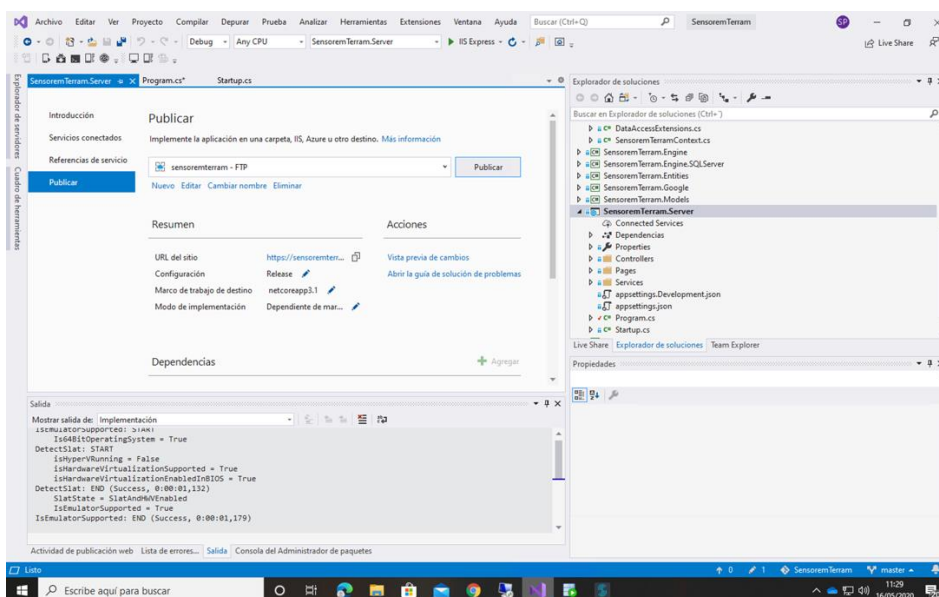 Archivo Editar Ver Proyecto Compilar Depurar Prueba Analizar Herramientas Extensiones Ventana Ayuda Buscar (Ctrl+Q) SensoremTerram SP
Debug Any CPU SensoremTerram.Server IIS Express Live Share
SensoremTerram.Server Program.cs* Startup.cs
Explorador de servidores
Cuadro de herramientas
Introducción
Servicios conectados
Referencias de servicio
Publicar
Publicar
Implemente la aplicación en una carpeta, IIS, Azure u otro destino. Más información
sensoremterram - FTP Publicar
Nuevo Editar Cambiar nombre Eliminar
Resumen
Acciones
URL del sitio https://sensoremterr...
Configuración Release
Marco de trabajo de destino netcoreapp3.1
Modo de implementación Dependiente de mar...
Vista previa de cambios
Abrir la guía de solución de problemas
Dependencias Agregar
Explorador de soluciones
Buscar en Explorador de soluciones (Ctrl+´)
DataAccessExtensions.cs
SensoremTerramContext.cs
SensoremTerram.Engine
SensoremTerram.Engine.SQLServer
SensoremTerram.Entities
SensoremTerram.Google
SensoremTerram.Models
SensoremTerram.Server
Connected Services
Dependencias
Properties
Controllers
Pages
Services
appsettings.Development.json
appsettings.json
Program.cs
Startup.cs
Live Share Explorador de soluciones Team Explorer
Propiedades
Salida
Mostrar salida de: Implementación
IsEmulatorSupported: START
Is64BitOperatingSystem = True
DetectSlat: START
isHyperVRunning = False
isHardwareVirtualizationSupported = True
isHardwareVirtualizationEnabledInBIOS = True
DetectSlat: END (Success, 0:00:01,132)
SlatState = SlatAndHWVEnabled
IsEmulatorSupported = True
IsEmulatorSupported: END (Success, 0:00:01,179)
Actividad de publicación web Lista de errores... Salida Consola del Administrador de paquetes
Listo 0 1 SensoremTerram master
Escribe aquí para buscar 11:29
16/05/2020